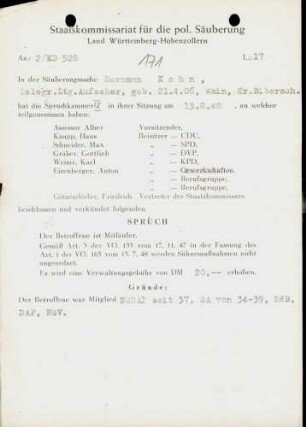 Staatskommissariat für die pol. Säuberung
Land Württemberg-Hohenzollern
Az.: 2/KD 528 171 L.17
In der Säuberungssache Hermann Kohn,
Telegr.Ltg.Aufseher, geb. 21.4.06, Wain, Kr.Biberach.
hat die Spruchkammer in ihrer Sitzung am 13.8.48, an welcher
teilgenommen haben:
Assessor Alber Vorsitzender,
Knapp, Hans Beisitzer — CDU,
Schneider, Max „ — SPD,
Gräber, Gottlieb „ — DVP,
Weiner, Karl „ — KPD,
Eisenberger, Anton „ — Gewerkschaften,
„ — Berufsgruppe,
„ — Berufsgruppe,
Friedrich Vertreter des Staatskommissars
beschlossen und verkündet folgenden
SPRUCH
Der Betroffene ist Mitläufer.
Gemäß Art. 3 der VO. 133 vom 17. 11. 47 in der Fassung des
Art. 1 der VO. 165 vom 13. 7. 48 werden Sühnemaßnahmen nicht
angeordnet.
Es wird eine Verwaltungsgebühr von DM 20,-- erhoben.
Gründe:
Der Betroffene war Mitglied NSDAP seit 37, SA von 34-39, RDB,
DAF, NSV.